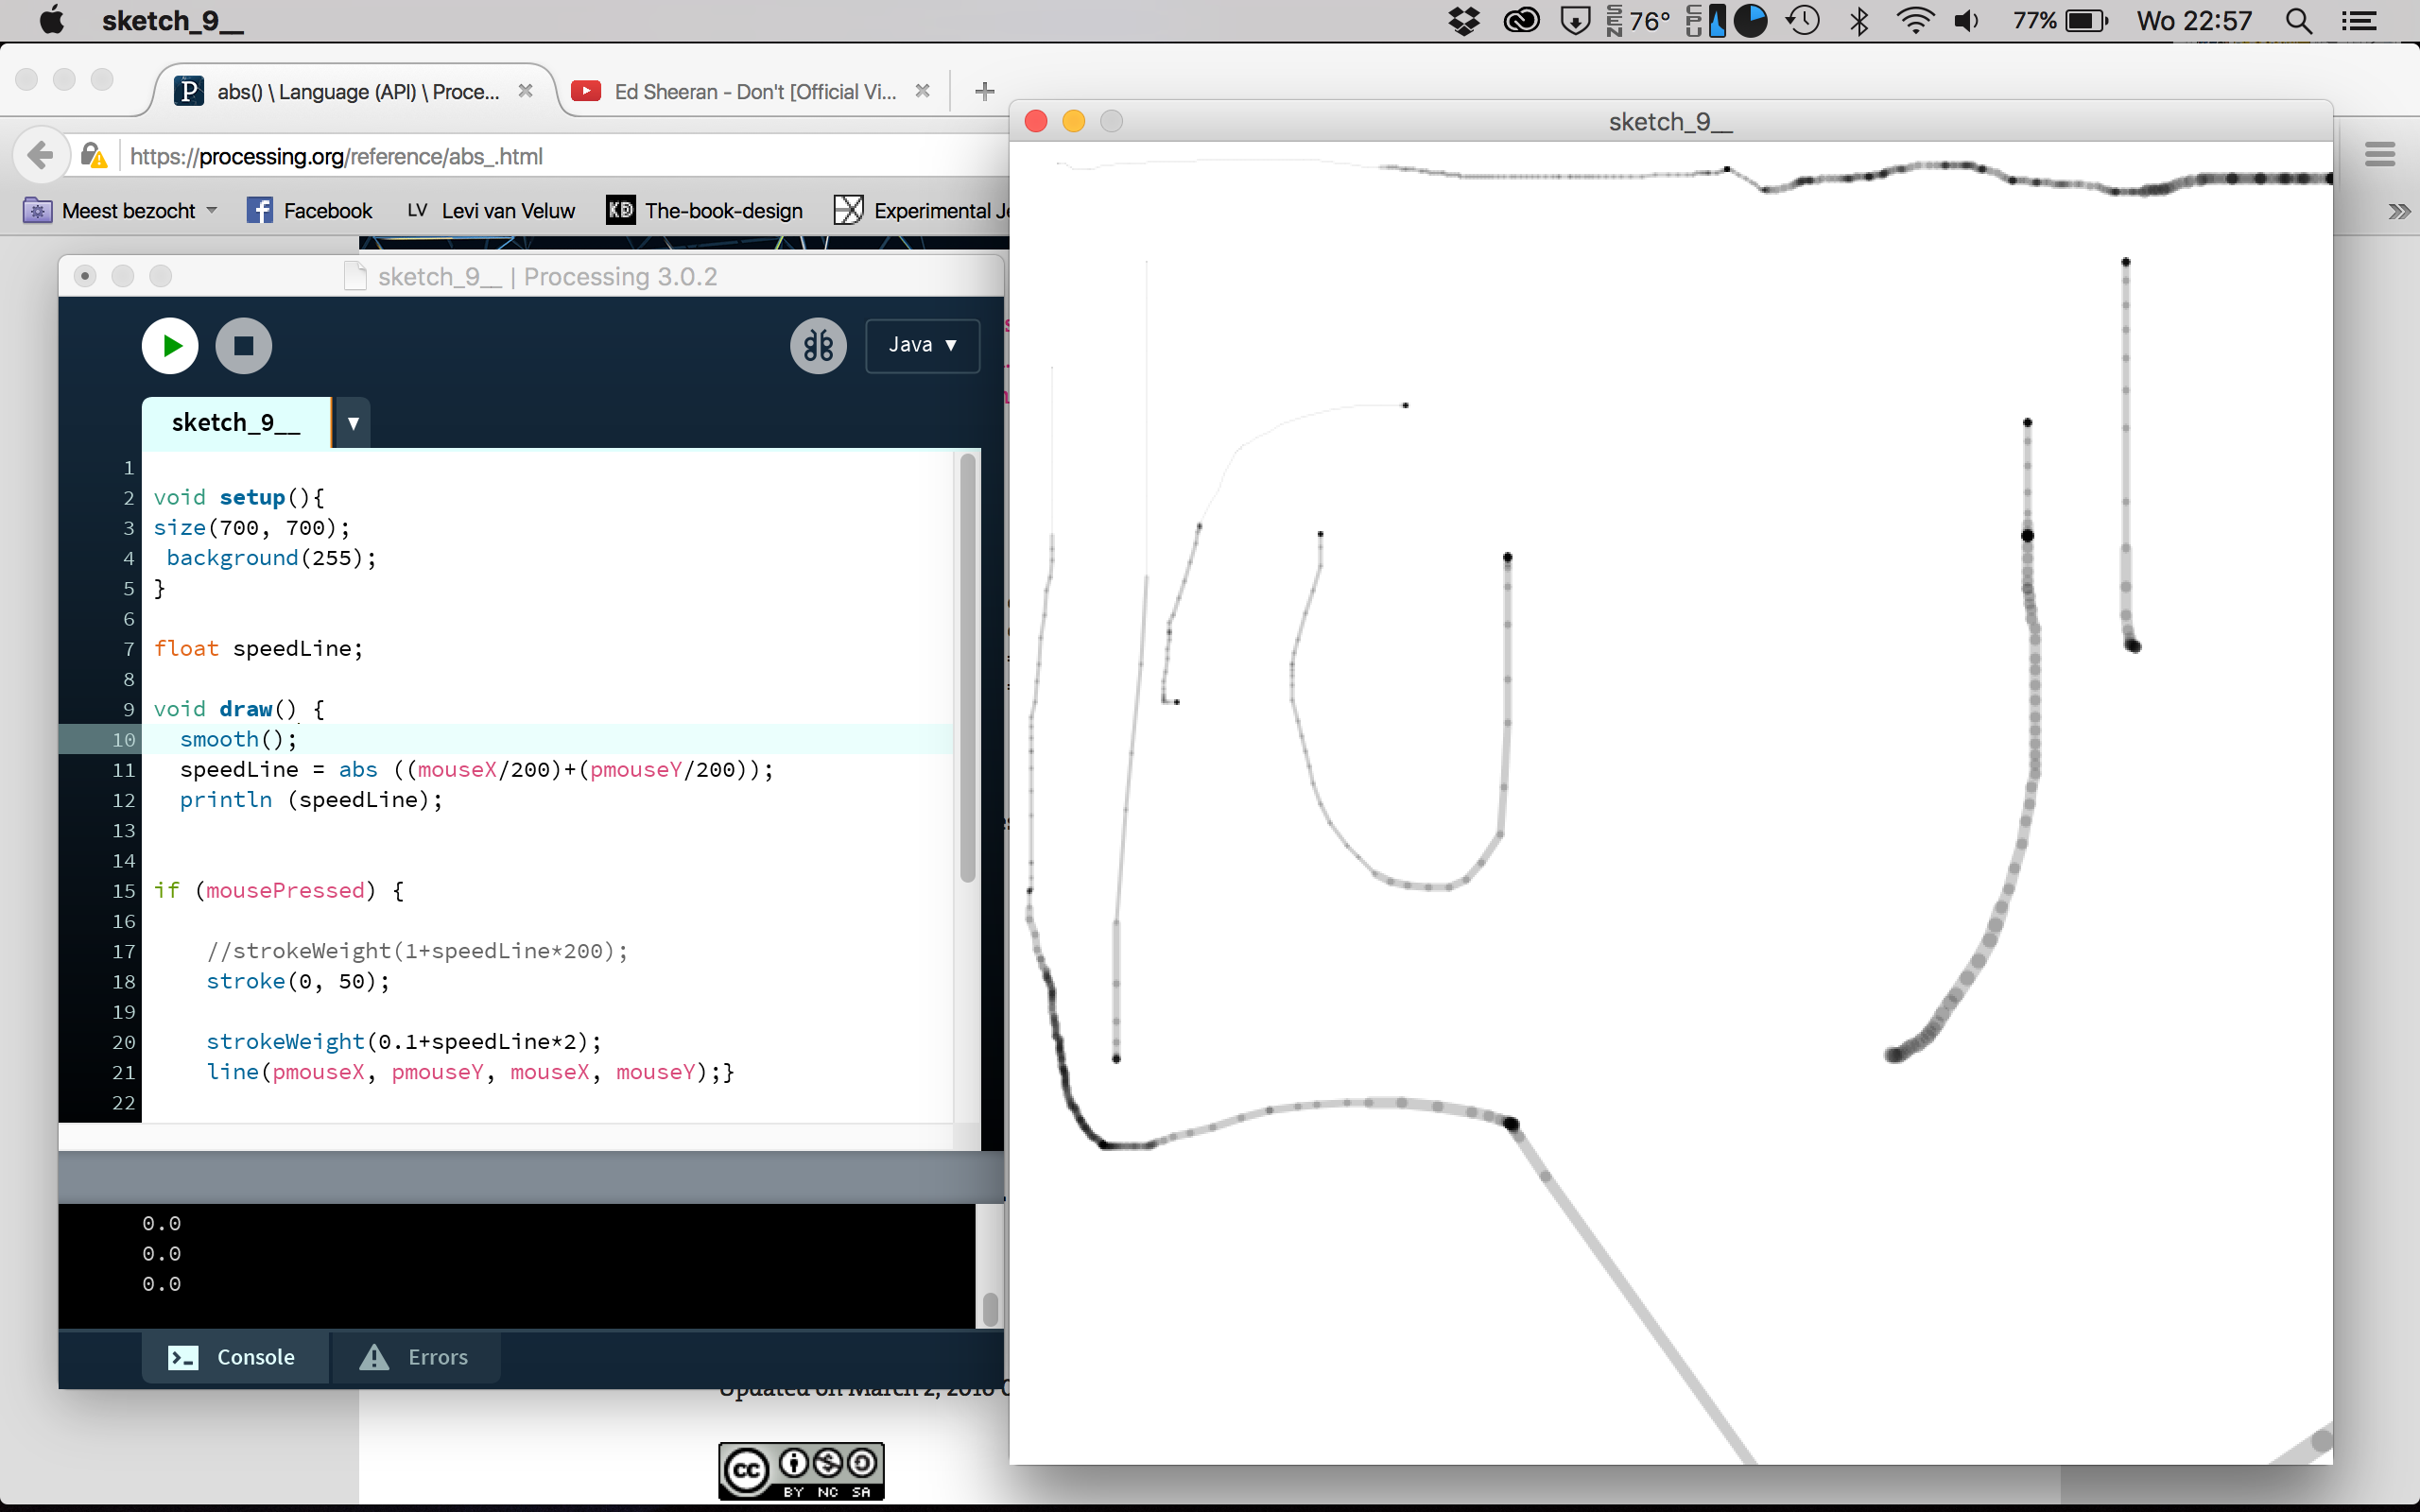 sketch_9__
SEN 76° CPU 77% Wo 22:57
abs() \ Language (API) \ Proce...
Ed Sheeran - Don't [Official Vi...
https://processing.org/reference/abs_.html
Meest bezocht
Facebook
LV Levi van Veluw
KD The-book-design
Experimental Je
sketch_9__
sketch_9__ | Processing 3.0.2
Java ▼
sketch_9__ ▼
1
2 void setup(){
3 size(700, 700);
4 background(255);
5 }
6
7 float speedLine;
8
9 void draw() {
10 smooth();
11 speedLine = abs ((mouseX/200)+(pmouseY/200));
12 println (speedLine);
13
14
15 if (mousePressed) {
16
17 //strokeWeight(1+speedLine*200);
18 stroke(0, 50);
19
20 strokeWeight(0.1+speedLine*2);
21 line(pmouseX, pmouseY, mouseX, mouseY);}
22
0.0
0.0
0.0
Console
Errors
Updated on March 2, 2016 0
cc BY NC SA